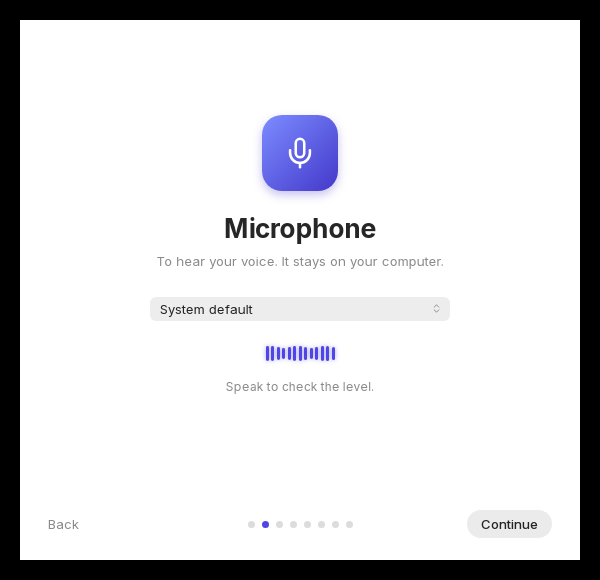 Microphone
To hear your voice. It stays on your computer.
System default
Speak to check the level.
Back
Continue